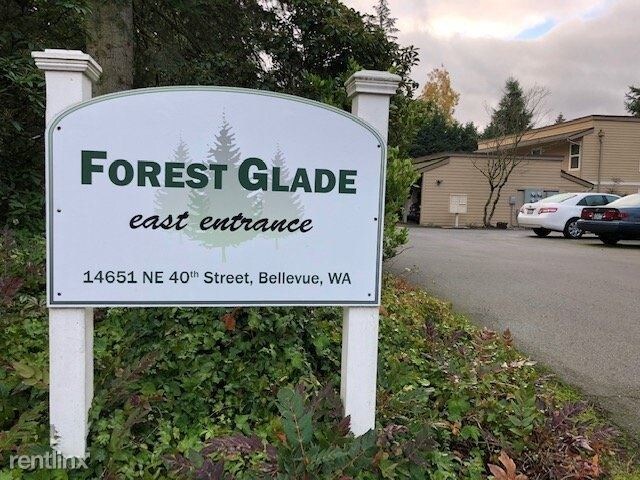 FOREST GLADE
east entrance
14651 NE 40th Street, Bellevue, WA
rentlinx